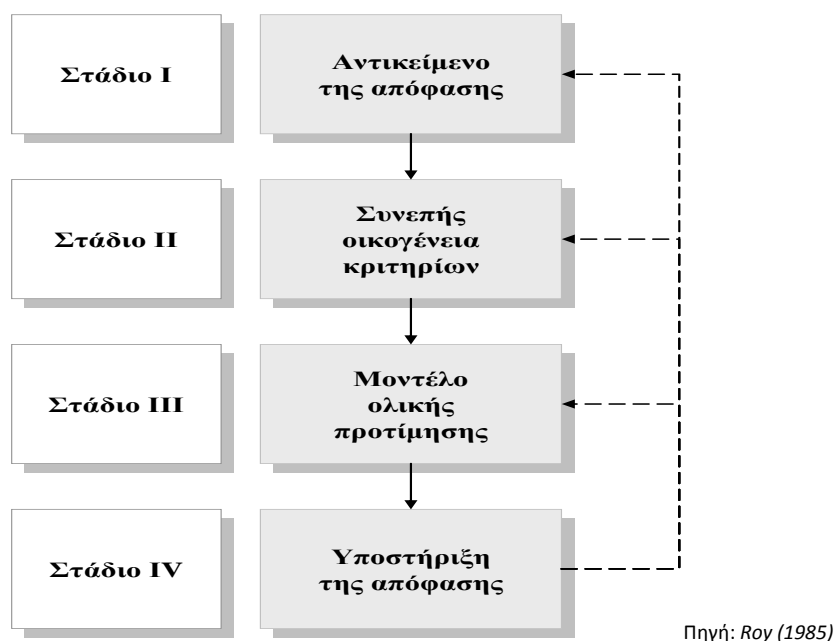 Στάδιο I
Αντικείμενο
της απόφασης
Στάδιο II
Συνεπής
οικογένεια
κριτηρίων
Στάδιο III
Μοντέλο
ολικής
προτίμησης
Στάδιο IV
Υποστήριξη
της απόφασης
Πηγή: Roy (1985)